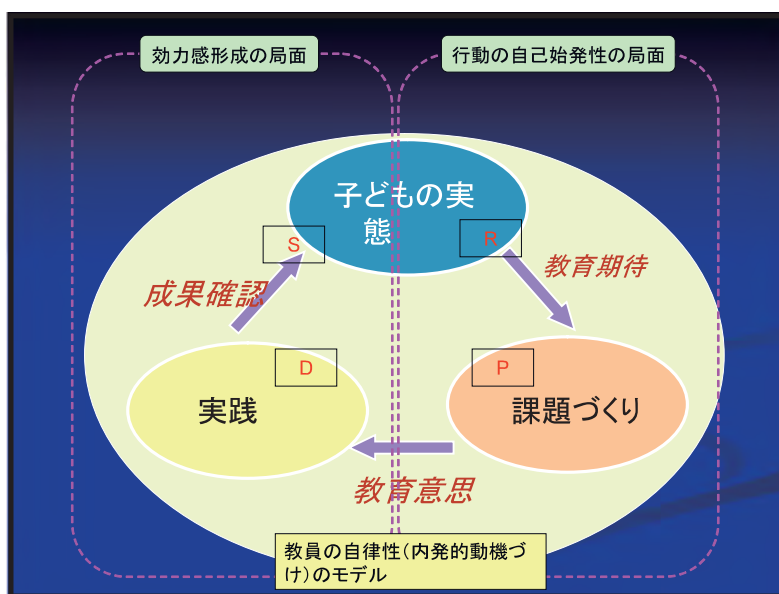 効力感形成の局面
行動の自己始発性の局面
子どもの実
態
S
R
教育期待
成果確認
D
P
実践
課題づくり
教育意思
教員の自律性(内発的動機づ
け)のモデル